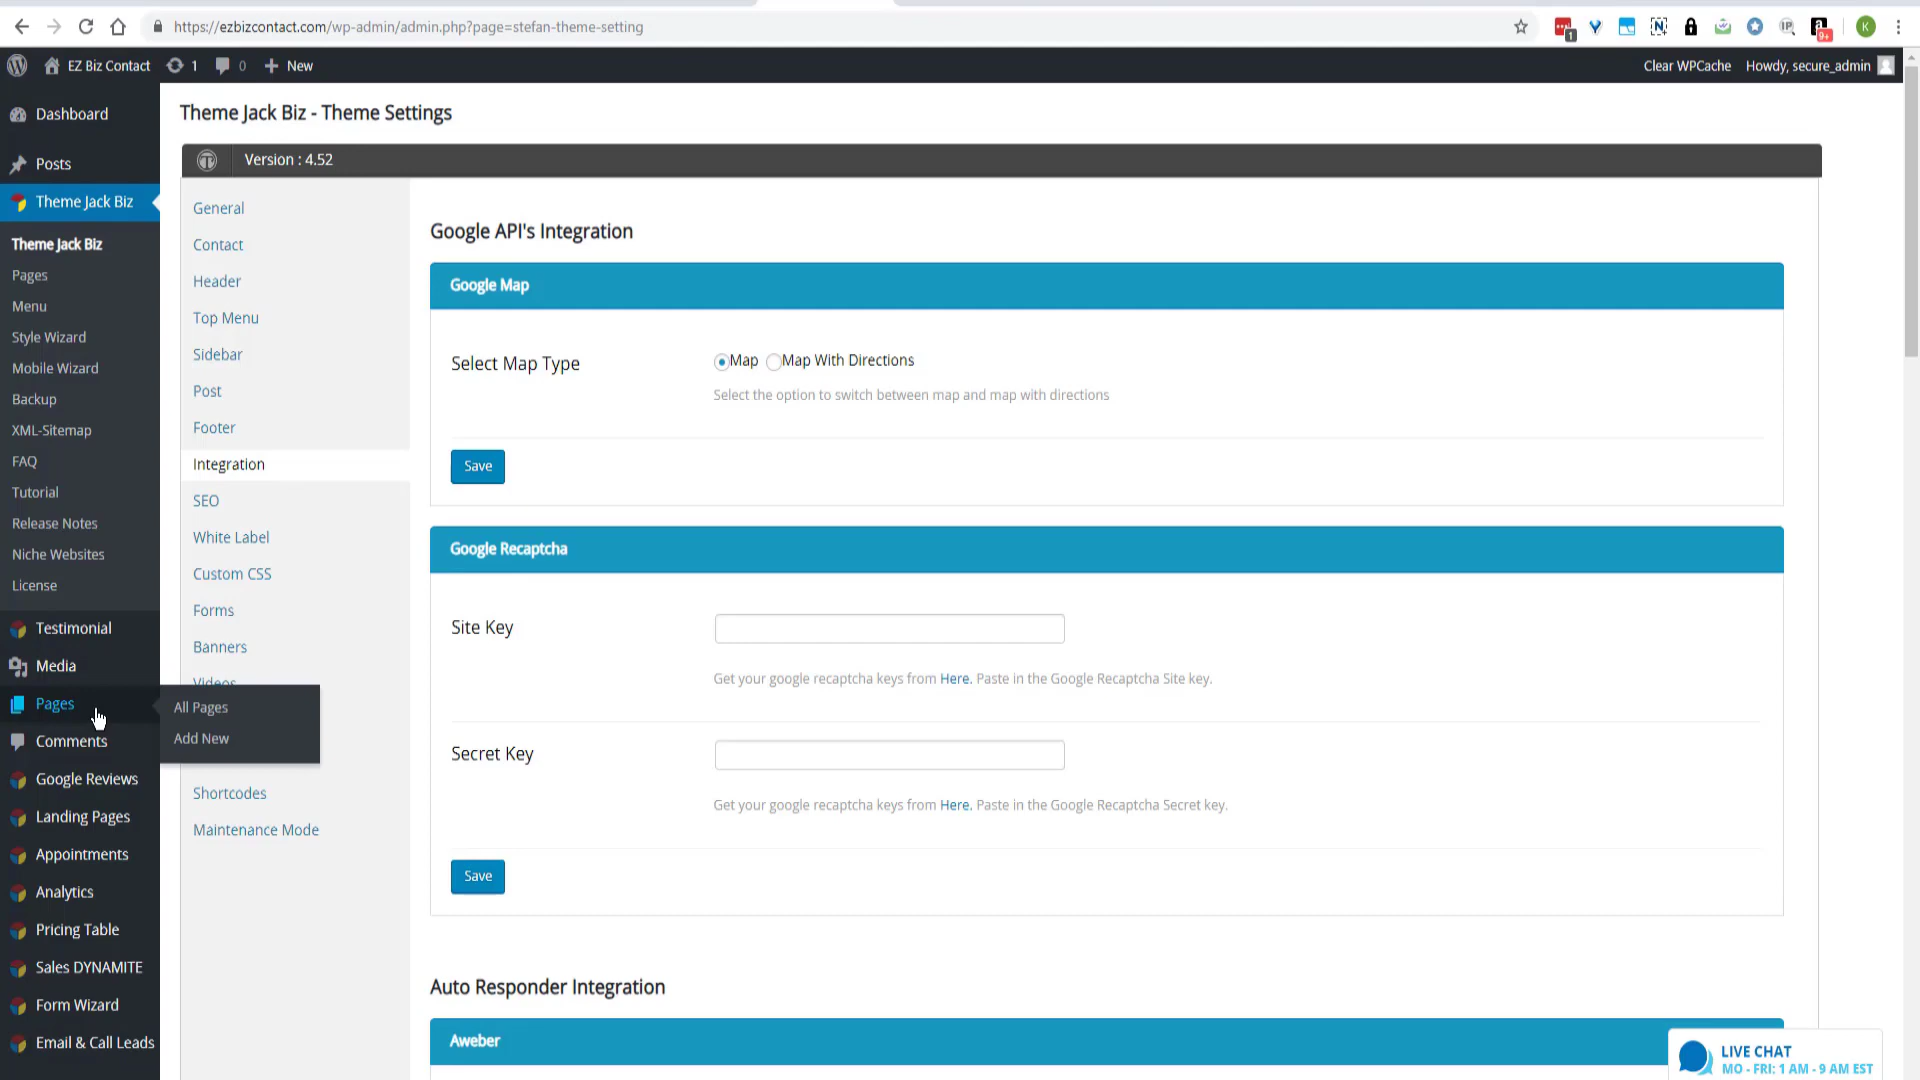 https://ezbizcontact.com/wp-admin/admin.php?page=stefan-theme-setting
1
IP
9+
K
EZ Biz Contact
1
0
New
Clear WPCache
Howdy, secure_admin
Dashboard
Posts
Theme Jack Biz
Theme Jack Biz
Pages
Menu
Style Wizard
Mobile Wizard
Backup
XML-Sitemap
FAQ
Tutorial
Release Notes
Niche Websites
License
Testimonial
Media
Pages
All Pages
Add New
Comments
Google Reviews
Landing Pages
Appointments
Analytics
Pricing Table
Sales DYNAMITE
Form Wizard
Email & Call Leads
Theme Jack Biz - Theme Settings
Version : 4.52
General
Contact
Header
Top Menu
Sidebar
Post
Footer
Integration
SEO
White Label
Custom CSS
Forms
Banners
Videos
Shortcodes
Maintenance Mode
Google API's Integration
Google Map
Select Map Type
Map
Map With Directions
Select the option to switch between map and map with directions
Save
Google Recaptcha
Site Key
Get your google recaptcha keys from Here. Paste in the Google Recaptcha Site key.
Secret Key
Get your google recaptcha keys from Here. Paste in the Google Recaptcha Secret key.
Save
Auto Responder Integration
Aweber
LIVE CHAT
MO - FRI: 1 AM - 9 AM EST